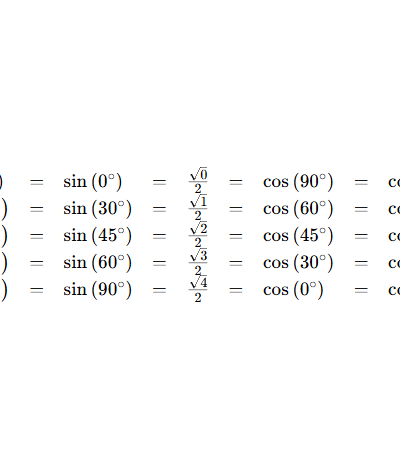 ) = sin (0°) = √0/2 = cos (90°) = co
) = sin (30°) = √1/2 = cos (60°) = co
) = sin (45°) = √2/2 = cos (45°) = co
) = sin (60°) = √3/2 = cos (30°) = co
) = sin (90°) = √4/2 = cos (0°) = co